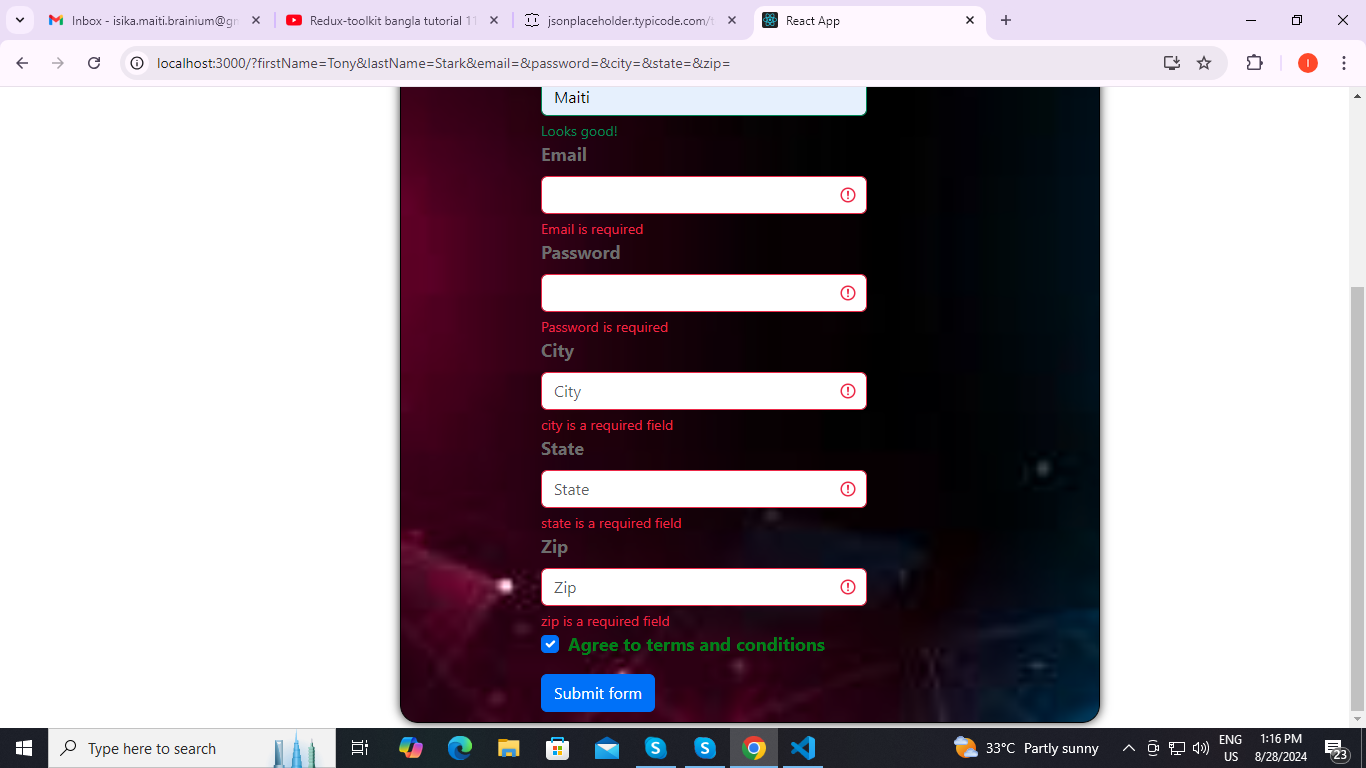 Inbox - isika.maiti.brainium@gm
Redux-toolkit bangla tutorial 11
jsonplaceholder.typicode.com/t
React App
localhost:3000/?firstName=Tony&lastName=Stark&email=&password=&city=&state=&zip=
I
Maiti
Looks good!
Email
Email is required
Password
Password is required
City
City
city is a required field
State
State
state is a required field
Zip
Zip
zip is a required field
Agree to terms and conditions
Submit form
Type here to search
33°C Partly sunny
ENG
US
1:16 PM
8/28/2024
23